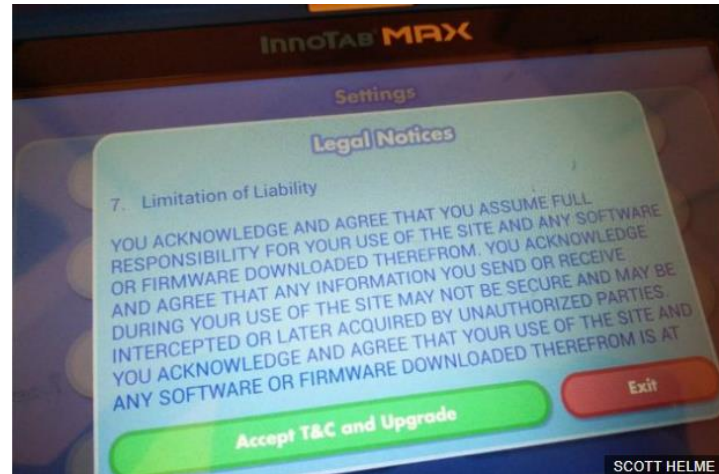 INNOTAB MAX
Settings
Legal Notices
7. Limitation of Liability
YOU ACKNOWLEDGE AND AGREE THAT YOU ASSUME FULL
RESPONSIBILITY FOR YOUR USE OF THE SITE AND ANY SOFTWARE
OR FIRMWARE DOWNLOADED THEREFROM. YOU ACKNOWLEDGE
AND AGREE THAT ANY INFORMATION YOU SEND OR RECEIVE
DURING YOUR USE OF THE SITE MAY NOT BE SECURE AND MAY BE
INTERCEPTED OR LATER ACQUIRED BY UNAUTHORIZED PARTIES.
YOU ACKNOWLEDGE AND AGREE THAT YOUR USE OF THE SITE AND
ANY SOFTWARE OR FIRMWARE DOWNLOADED THEREFROM IS AT
Accept T&C and Upgrade
Exit
SCOTT HELME